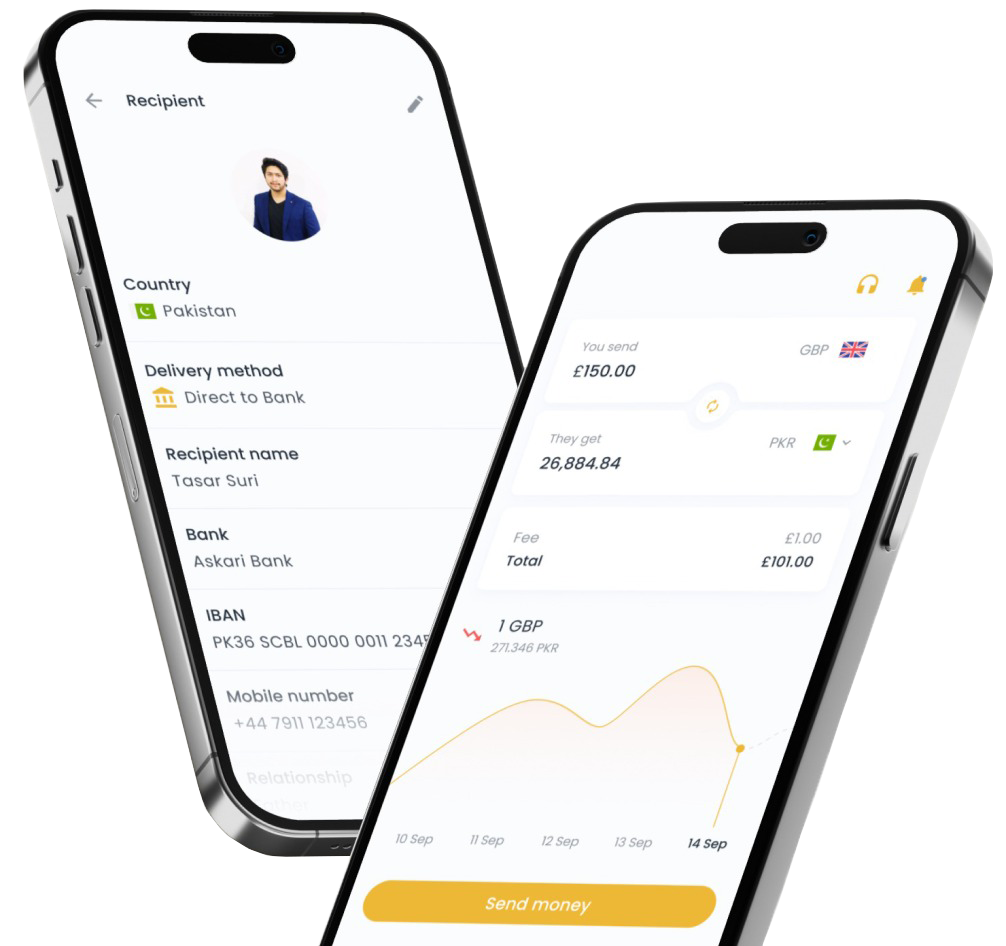 Recipient
Country
Pakistan
Delivery method
Direct to Bank
Recipient name
Tasar Suri
Bank
Askari Bank
IBAN
PK36 SCBL 0000 0011 2345
Mobile number
+44 7911 123456
Relationship
You send
GBP
£150.00
They get
PKR
26,884.84
Fee
£1.00
Total
£101.00
1 GBP
271.346 PKR
10 Sep
11 Sep
12 Sep
13 Sep
14 Sep
Send money